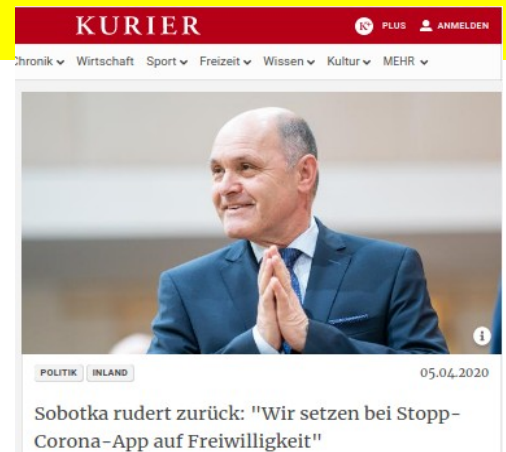 KURIER
K+ PLUS ANMELDEN
Chronik Wirtschaft Sport Freizeit Wissen Kultur MEHR
i
POLITIK INLAND 05.04.2020
Sobotka rudert zurück: "Wir setzen bei Stopp-
Corona-App auf Freiwilligkeit"